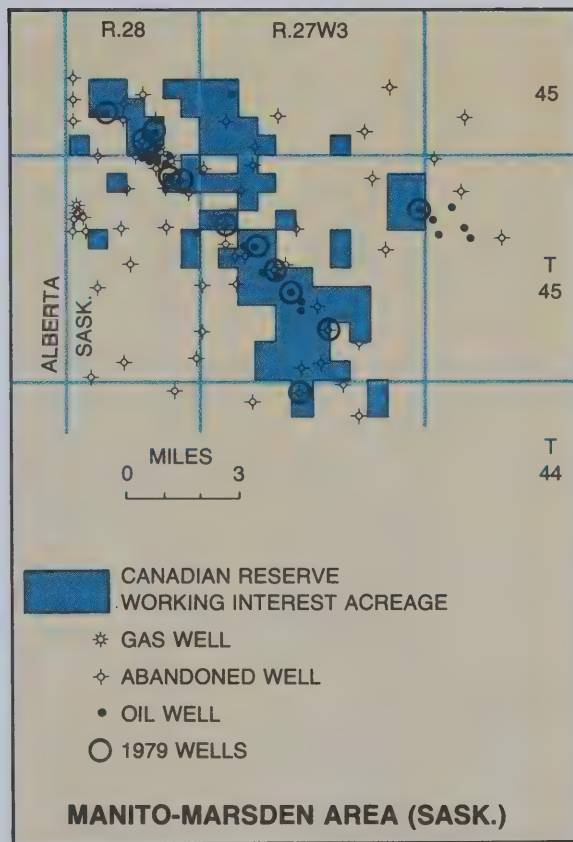 R.28 R.27W3
45
T
45
ALBERTA
SASK.
T
44
MILES
0 3
CANADIAN RESERVE
WORKING INTEREST ACREAGE
GAS WELL
ABANDONED WELL
OIL WELL
1979 WELLS
MANITO-MARSDEN AREA (SASK.)